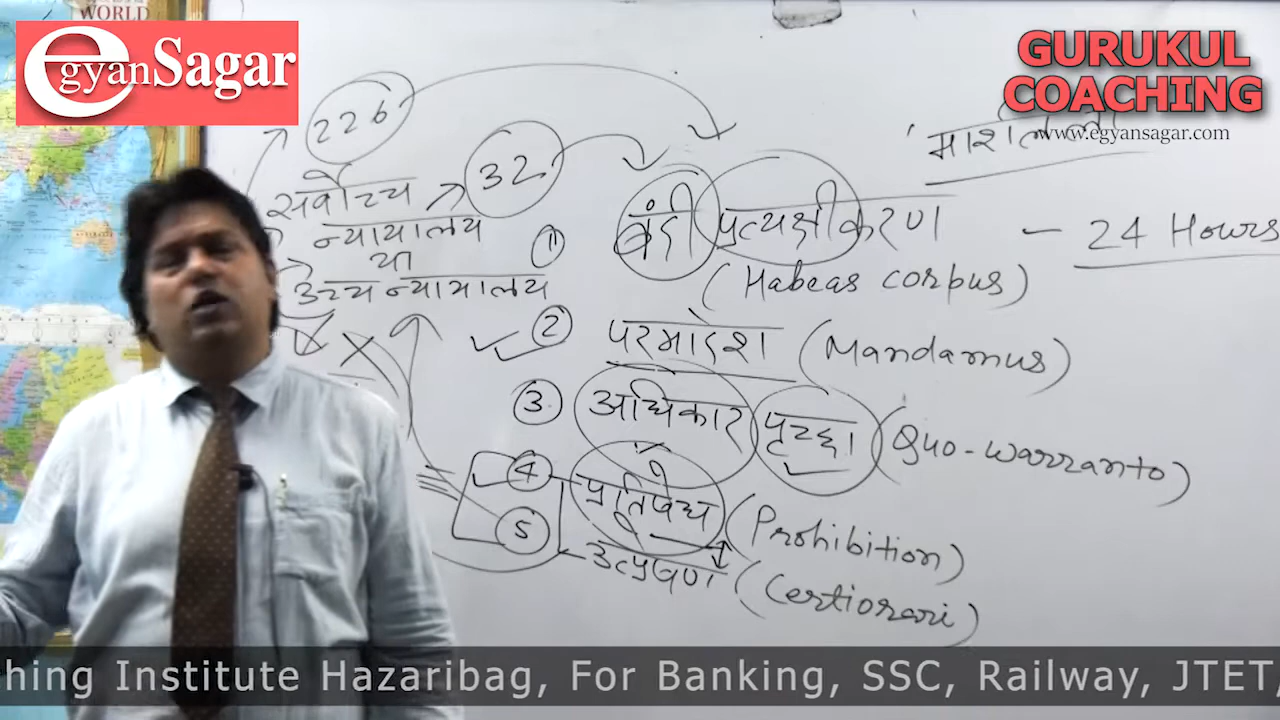 WORLD
egyanSagar
GURUKUL
COACHING
www.egyansagar.com
226
32
सर्वोच्च
न्यायालय
या
उच्च न्यायालय
① बंदी प्रत्यक्षीकरण – 24 Hours
(Habeas corpus)
② परमादेश (Mandamus)
③ अधिकार पृच्छा (Quo-warranto)
④ प्रतिषेध (Prohibition)
⑤ उत्प्रेषण (Certiorari)
ching Institute Hazaribag, For Banking, SSC, Railway, JTET,